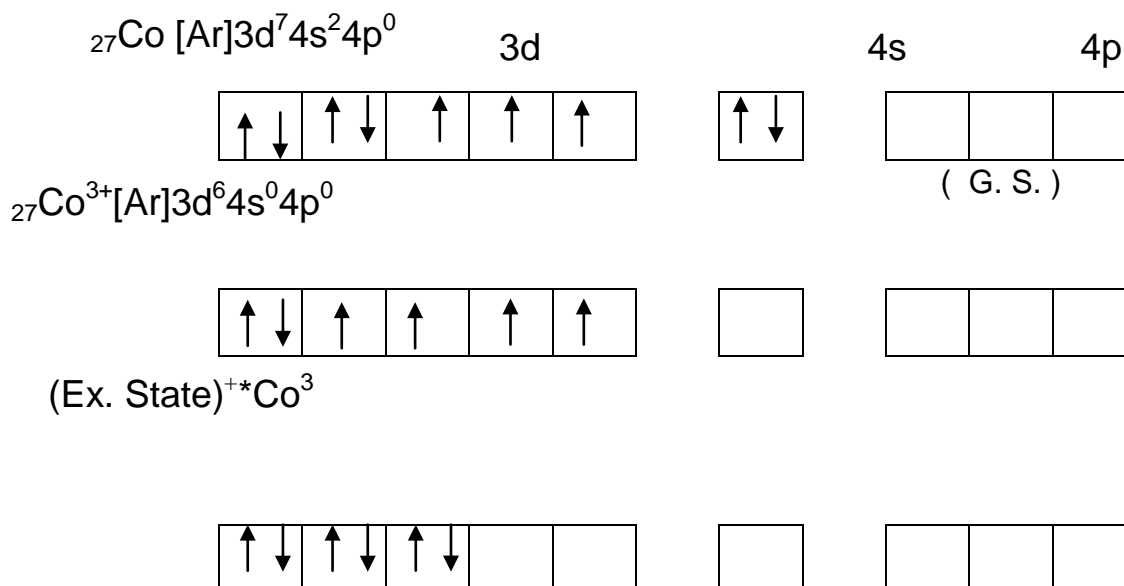 ₂₇Co [Ar]3d⁷4s²4p⁰ 3d 4s 4p
( G. S. )
₂₇Co³⁺[Ar]3d⁶4s⁰4p⁰
(Ex. State)⁺*Co³